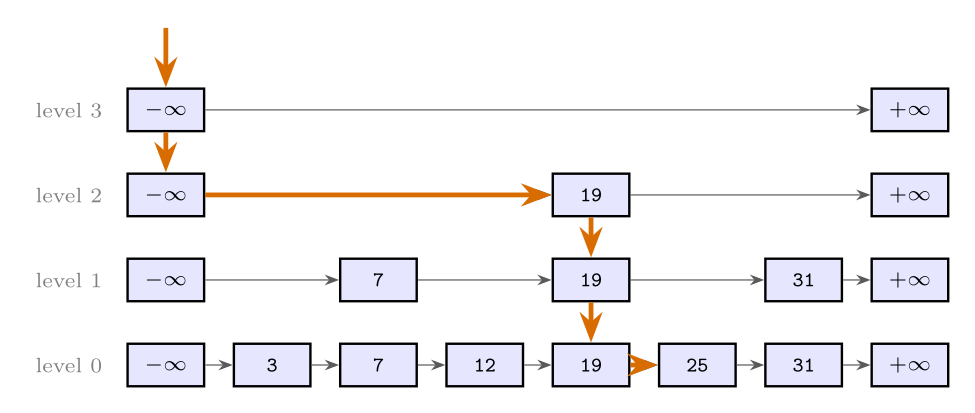 level 3 −∞ +∞
level 2 −∞ 19 +∞
level 1 −∞ 7 19 31 +∞
level 0 −∞ 3 7 12 19 25 31 +∞